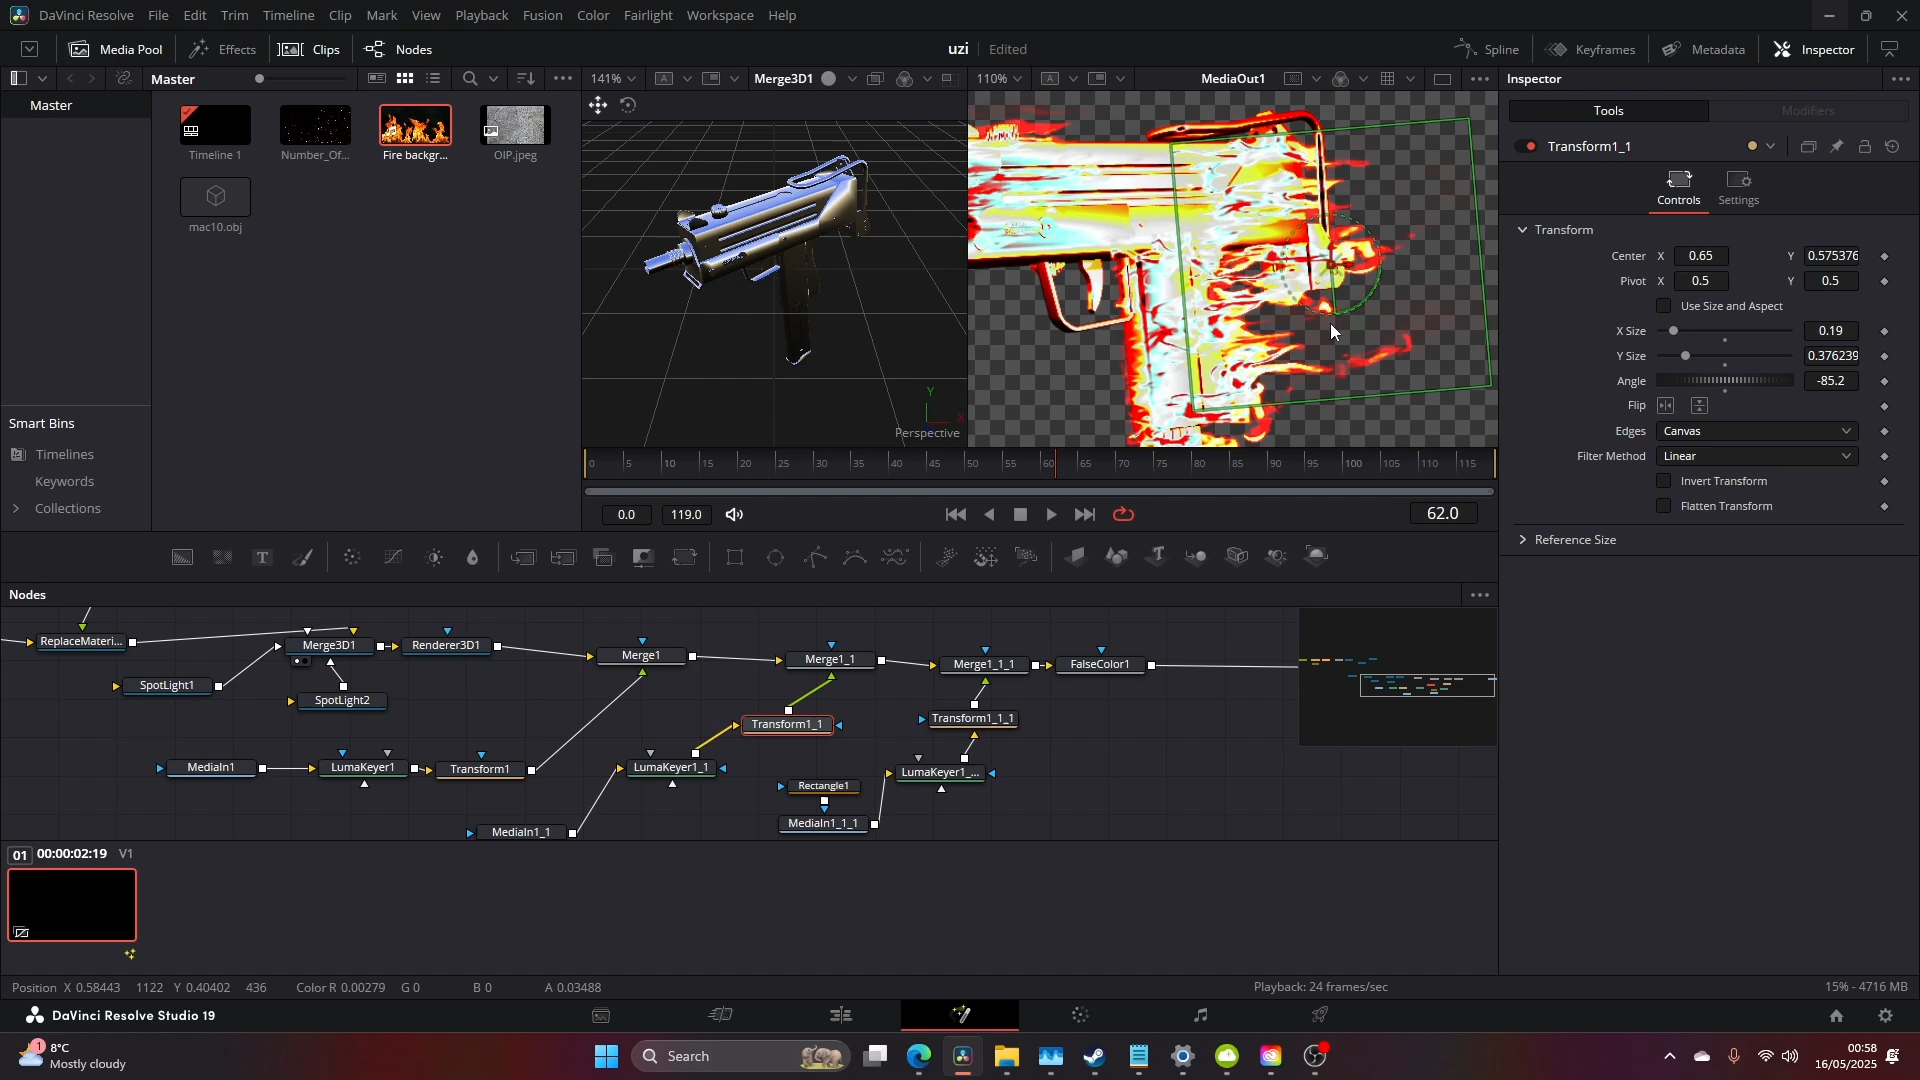 DaVinci Resolve File Edit Trim Timeline Clip Mark View Playback Fusion Color Fairlight Workspace Help
Media Pool Effects Clips Nodes uzi Edited Spline Keyframes Metadata Inspector
Master 141% Merge3D1 110% MediaOut1 Inspector
Master
Tools Modifiers
Timeline 1 Number_Of... Fire backgr... OIP.jpeg
Transform1_1
Controls Settings
mac10.obj
Transform
Center X 0.65 Y 0.575376
Pivot X 0.5 Y 0.5
Use Size and Aspect
X Size 0.19
Y Size 0.376239
Angle -85.2
Flip
Edges Canvas
Filter Method Linear
Invert Transform
Flatten Transform
Reference Size
Y
X
Perspective
Smart Bins
Timelines
Keywords
Collections
0 5 10 15 20 25 30 35 40 45 50 55 60 65 70 75 80 85 90 95 100 105 110 115
0.0 119.0 62.0
T
Nodes
ReplaceMateri... Merge3D1 Renderer3D1 Merge1 Merge1_1 Merge1_1_1 FalseColor1
SpotLight1 SpotLight2 Transform1_1 Transform1_1_1
MediaIn1 LumaKeyer1 Transform1 LumaKeyer1_1 LumaKeyer1_...
Rectangle1
MediaIn1_1 MediaIn1_1_1
01 00:00:02:19 V1
Position X 0.58443 1122 Y 0.40402 436 Color R 0.00279 G 0 B 0 A 0.03488 Playback: 24 frames/sec 15% - 4716 MB
DaVinci Resolve Studio 19
1 8°C
Mostly cloudy
Search
00:58
16/05/2025